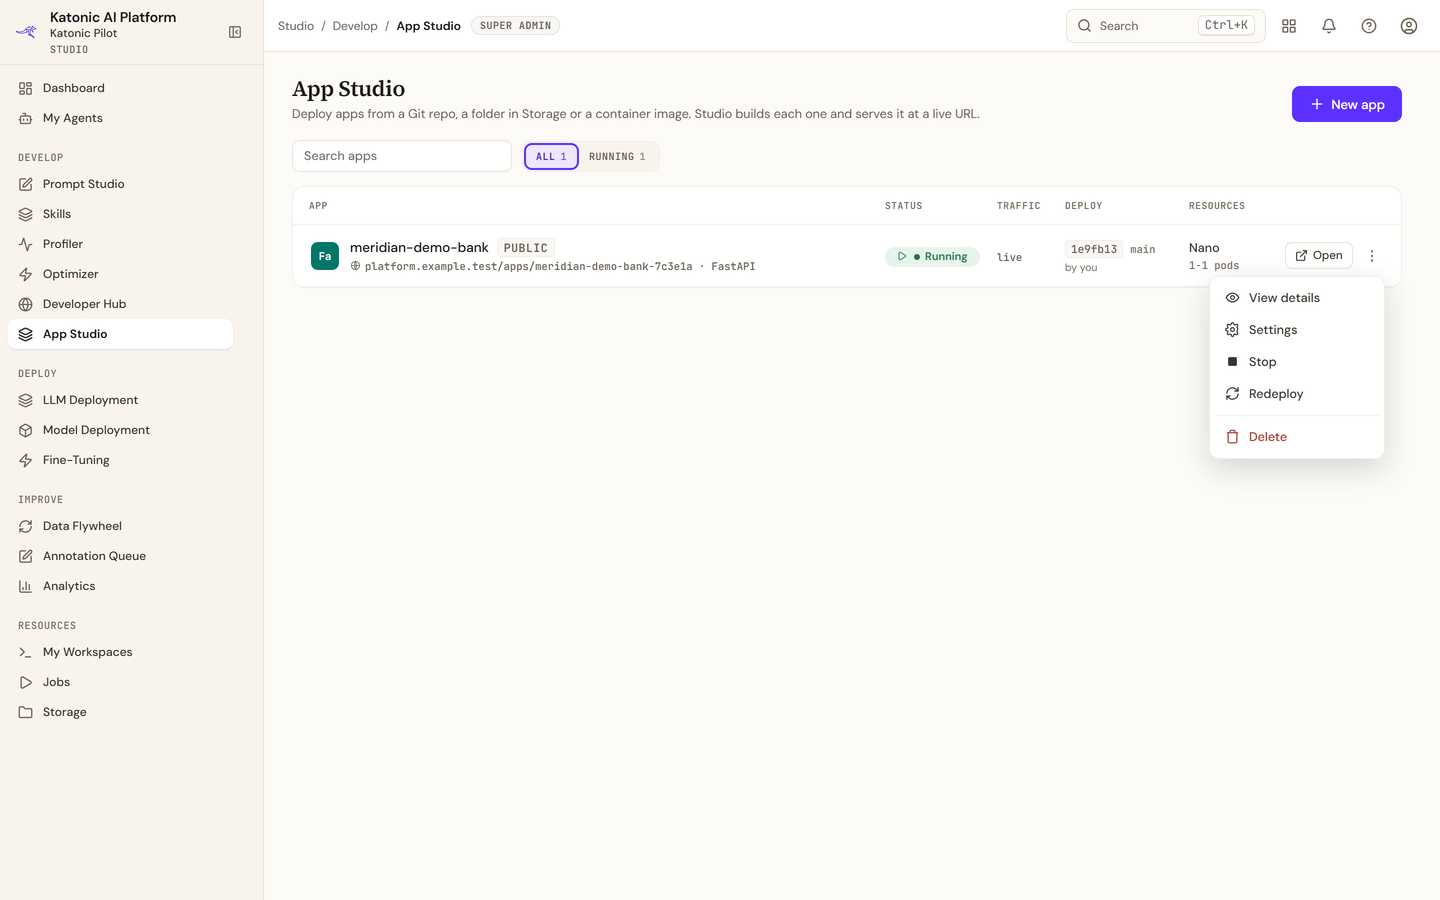 Katonic AI Platform
Katonic Pilot
STUDIO
Dashboard
My Agents
DEVELOP
Prompt Studio
Skills
Profiler
Optimizer
Developer Hub
App Studio
DEPLOY
LLM Deployment
Model Deployment
Fine-Tuning
IMPROVE
Data Flywheel
Annotation Queue
Analytics
RESOURCES
My Workspaces
Jobs
Storage
Studio / Develop / App Studio SUPER ADMIN
Search Ctrl+K
App Studio
Deploy apps from a Git repo, a folder in Storage or a container image. Studio builds each one and serves it at a live URL.
New app
Search apps
ALL 1 RUNNING 1
APP STATUS TRAFFIC DEPLOY RESOURCES
Fa
meridian-demo-bank PUBLIC
platform.example.test/apps/meridian-demo-bank-7c3e1a · FastAPI
Running
live
1e9fb13 main
by you
Nano
1-1 pods
Open
View details
Settings
Stop
Redeploy
Delete